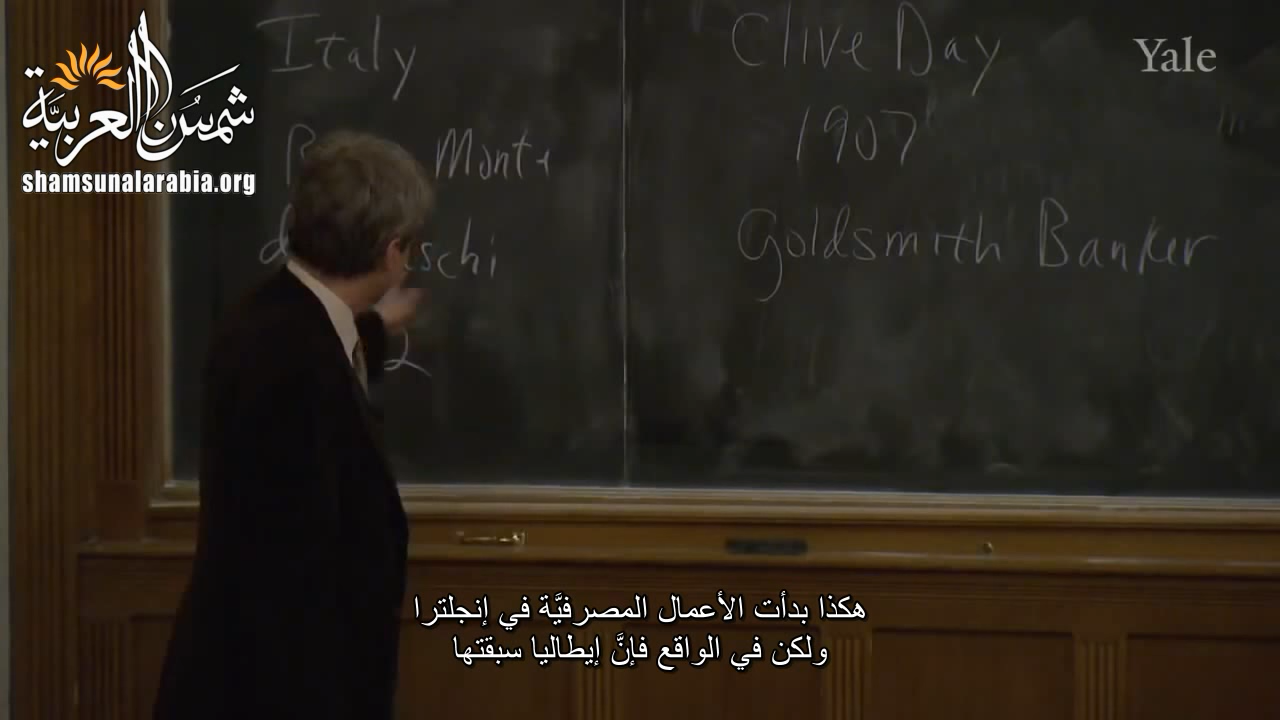 شمسُ العربيَّة
shamsunalarabia.org
Yale
Italy
Monte
schi
2
Clive Day
1907
Goldsmith Banker
هكذا بدأت الأعمال المصرفيَّة في إنجلترا
ولكن في الواقع فإنَّ إيطاليا سبقتها